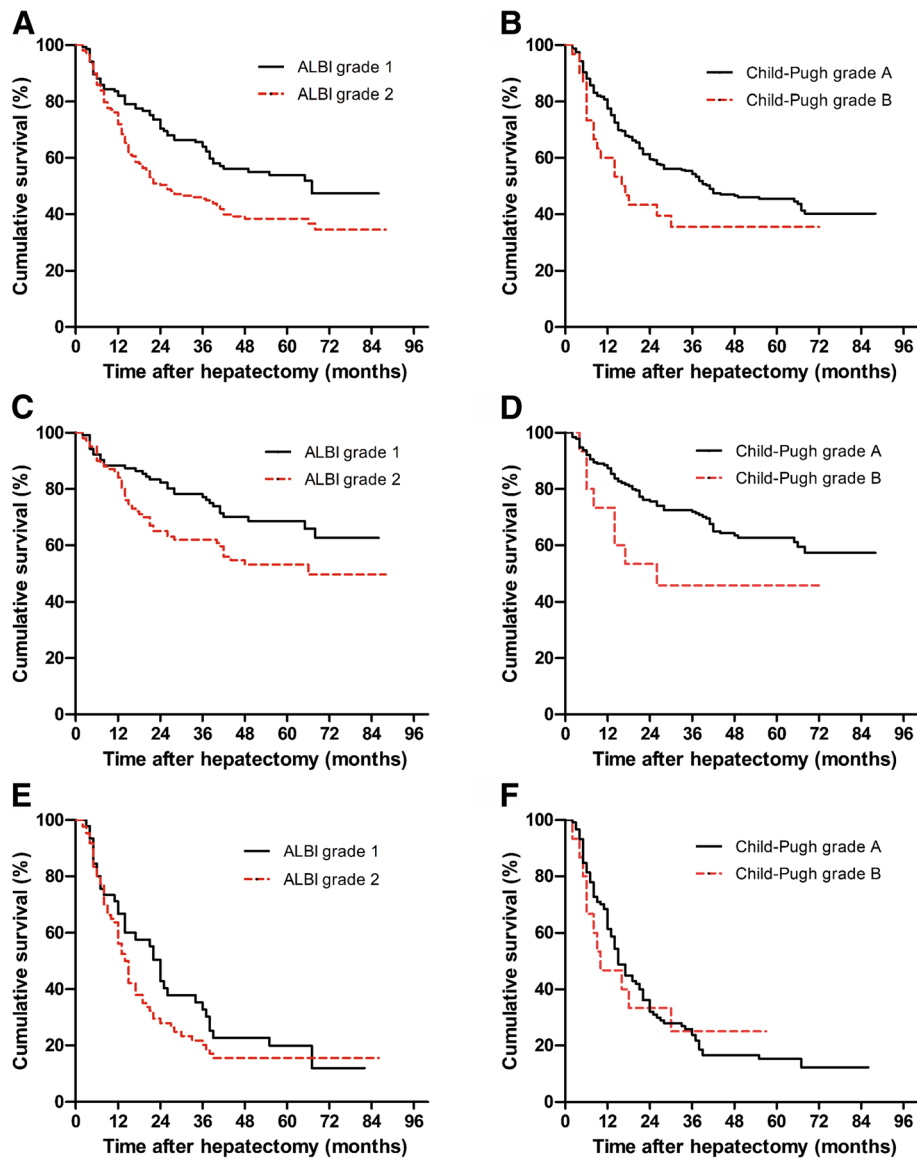 A
Cumulative survival (%)
100
80
60
40
20
0
ALBI grade 1
ALBI grade 2
0 12 24 36 48 60 72 84 96
Time after hepatectomy (months)
B
Cumulative survival (%)
100
80
60
40
20
0
Child-Pugh grade A
Child-Pugh grade B
0 12 24 36 48 60 72 84 96
Time after hepatectomy (months)
C
Cumulative survival (%)
100
80
60
40
20
0
ALBI grade 1
ALBI grade 2
0 12 24 36 48 60 72 84 96
Time after hepatectomy (months)
D
Cumulative survival (%)
100
80
60
40
20
0
Child-Pugh grade A
Child-Pugh grade B
0 12 24 36 48 60 72 84 96
Time after hepatectomy (months)
E
Cumulative survival (%)
100
80
60
40
20
0
ALBI grade 1
ALBI grade 2
0 12 24 36 48 60 72 84 96
Time after hepatectomy (months)
F
Cumulative survival (%)
100
80
60
40
20
0
Child-Pugh grade A
Child-Pugh grade B
0 12 24 36 48 60 72 84 96
Time after hepatectomy (months)